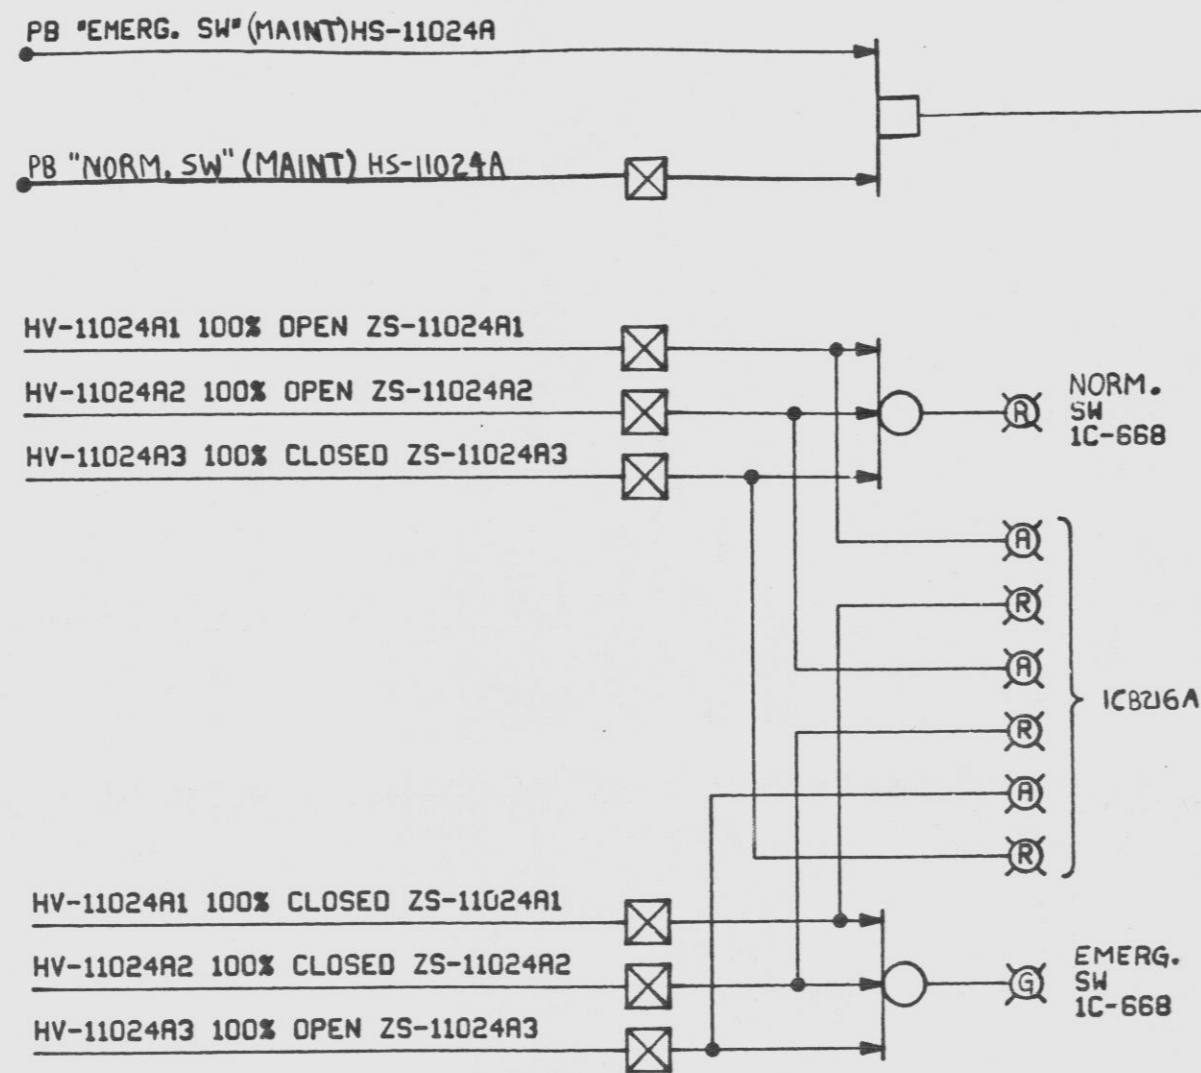 PB "EMERG. SW" (MAINT) HS-11024A
PB "NORM. SW" (MAINT) HS-11024A
HV-11024A1 100% OPEN ZS-11024A1
HV-11024A2 100% OPEN ZS-11024A2
HV-11024A3 100% CLOSED ZS-11024A3
R
NORM.
SW
1C-668
A
R
A
R
A
R
1CB216A
HV-11024A1 100% CLOSED ZS-11024A1
HV-11024A2 100% CLOSED ZS-11024A2
HV-11024A3 100% OPEN ZS-11024A3
G
EMERG.
SW
1C-668